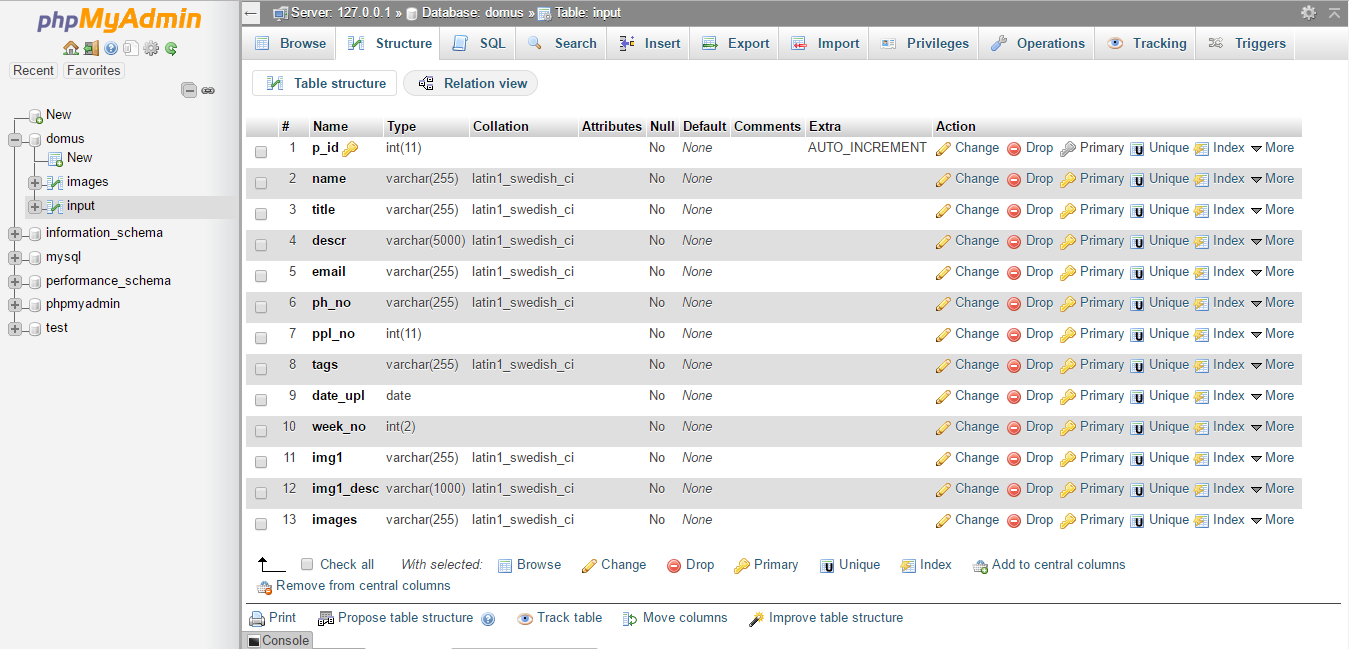 phpMyAdmin
Recent Favorites
New
domus
New
images
input
information_schema
mysql
performance_schema
phpmyadmin
test
Server: 127.0.0.1 » Database: domus » Table: input
Browse Structure SQL Search Insert Export Import Privileges Operations Tracking Triggers
Table structure Relation view
# Name Type Collation Attributes Null Default Comments Extra Action
1 p_id int(11) No None AUTO_INCREMENT Change Drop Primary Unique Index More
2 name varchar(255) latin1_swedish_ci No None Change Drop Primary Unique Index More
3 title varchar(255) latin1_swedish_ci No None Change Drop Primary Unique Index More
4 descr varchar(5000) latin1_swedish_ci No None Change Drop Primary Unique Index More
5 email varchar(255) latin1_swedish_ci No None Change Drop Primary Unique Index More
6 ph_no varchar(255) latin1_swedish_ci No None Change Drop Primary Unique Index More
7 ppl_no int(11) No None Change Drop Primary Unique Index More
8 tags varchar(255) latin1_swedish_ci No None Change Drop Primary Unique Index More
9 date_upl date No None Change Drop Primary Unique Index More
10 week_no int(2) No None Change Drop Primary Unique Index More
11 img1 varchar(255) latin1_swedish_ci No None Change Drop Primary Unique Index More
12 img1_desc varchar(1000) latin1_swedish_ci No None Change Drop Primary Unique Index More
13 images varchar(255) latin1_swedish_ci No None Change Drop Primary Unique Index More
Check all With selected: Browse Change Drop Primary Unique Index Add to central columns
Remove from central columns
Print Propose table structure Track table Move columns Improve table structure
Console